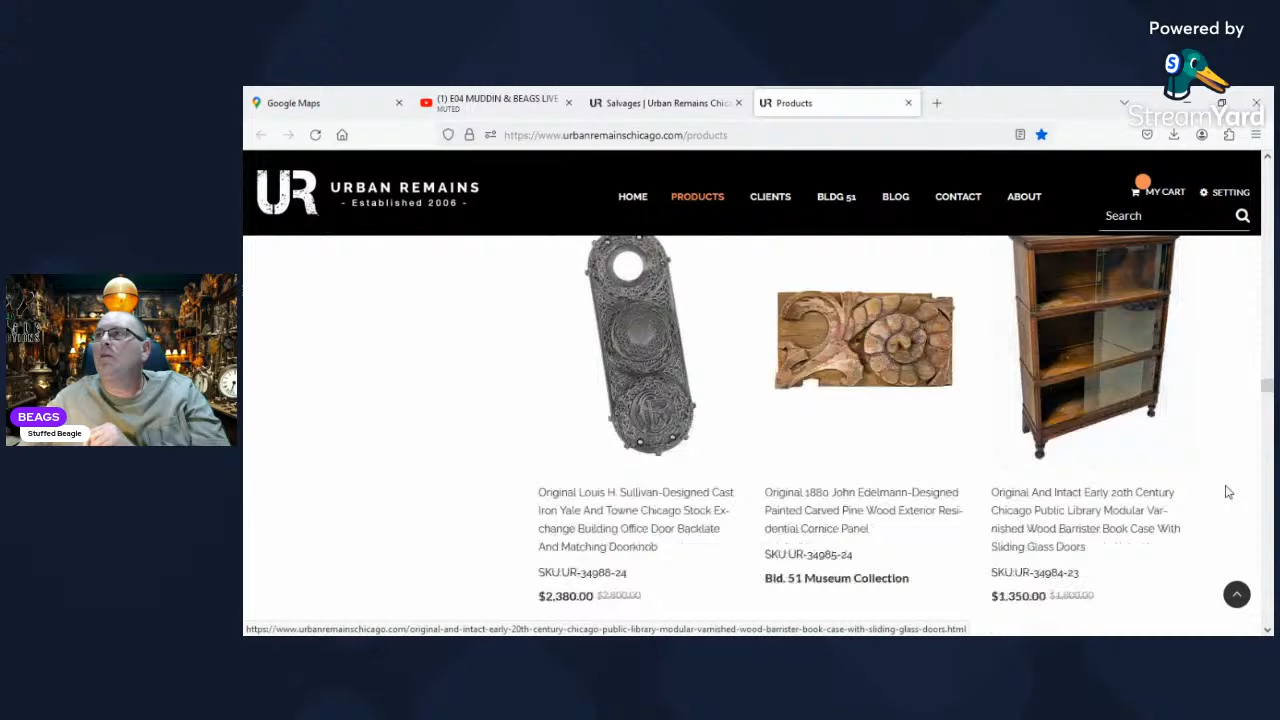 Powered by
S
StreamYard
Google Maps
(1) E04 MUDDIN & BEAGS LIVE
MUTED
UR Salvages | Urban Remains Chica
UR Products
https://www.urbanremainschicago.com/products
UR URBAN REMAINS
- Established 2006 -
HOME
PRODUCTS
CLIENTS
BLDG 51
BLOG
CONTACT
ABOUT
MY CART
SETTING
Search
BEAGS
Stuffed Beagle
Original Louis H. Sullivan-Designed Cast
Iron Yale And Towne Chicago Stock Ex-
change Building Office Door Backlate
And Matching Doorknob
SKU:UR-34988-24
$2,380.00 $2,800.00
Original 1880 John Edelmann-Designed
Painted Carved Pine Wood Exterior Resi-
dential Cornice Panel
SKU:UR-34985-24
Bld. 51 Museum Collection
Original And Intact Early 20th Century
Chicago Public Library Modular Var-
nished Wood Barrister Book Case With
Sliding Glass Doors
SKU:UR-34984-23
$1,350.00 $1,800.00
https://www.urbanremainschicago.com/original-and-intact-early-20th-century-chicago-public-library-modular-varnished-wood-barrister-book-case-with-sliding-glass-doors.html